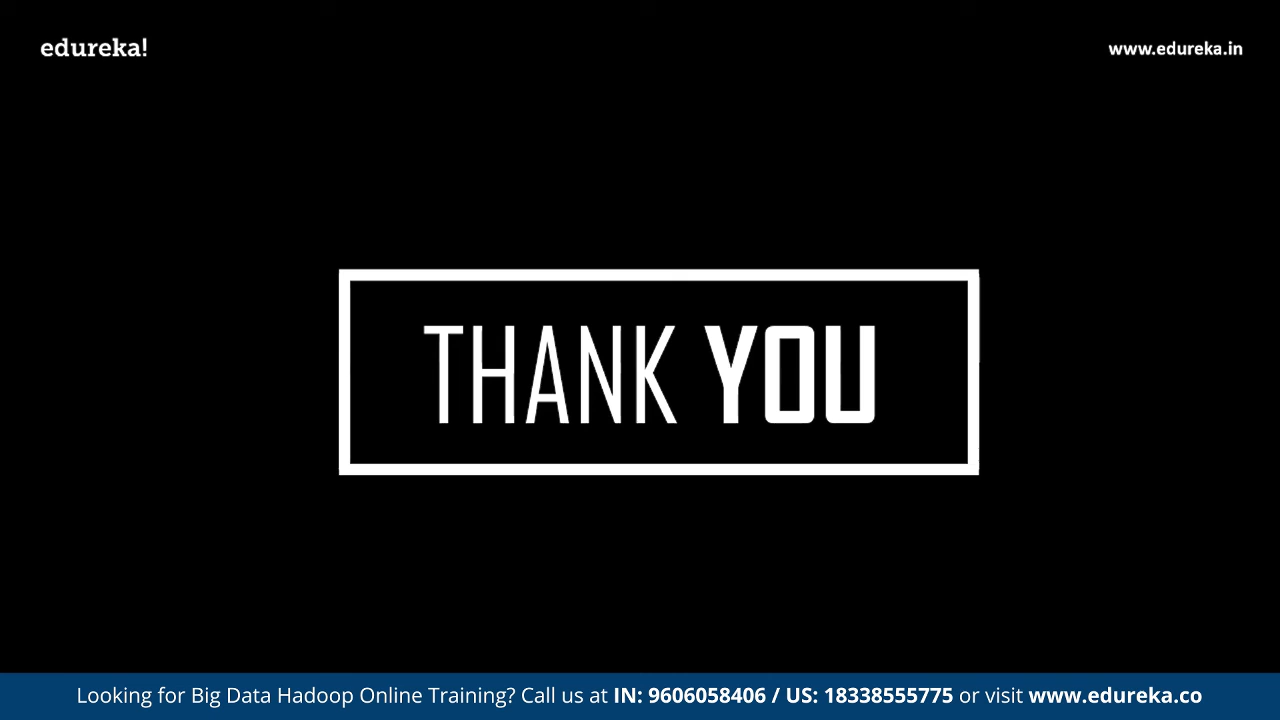 edureka!
www.edureka.in
THANK YOU
Looking for Big Data Hadoop Online Training? Call us at IN: 9606058406 / US: 18338555775 or visit www.edureka.co